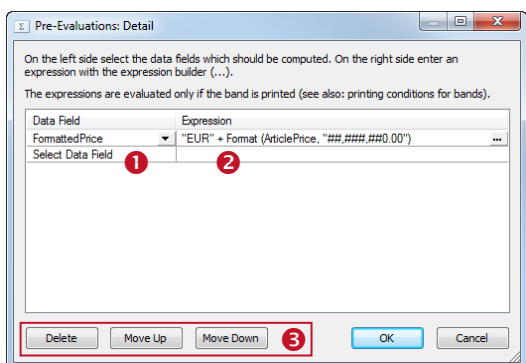 Σ Pre-Evaluations: Detail
On the left side select the data fields which should be computed. On the right side enter an
expression with the expression builder (...).
The expressions are evaluated only if the band is printed (see also: printing conditions for bands).
Data Field Expression
FormattedPrice "EUR" + Format (ArticlePrice, "##,###,##0.00") ...
Select Data Field
1 2
Delete Move Up Move Down 3 OK Cancel